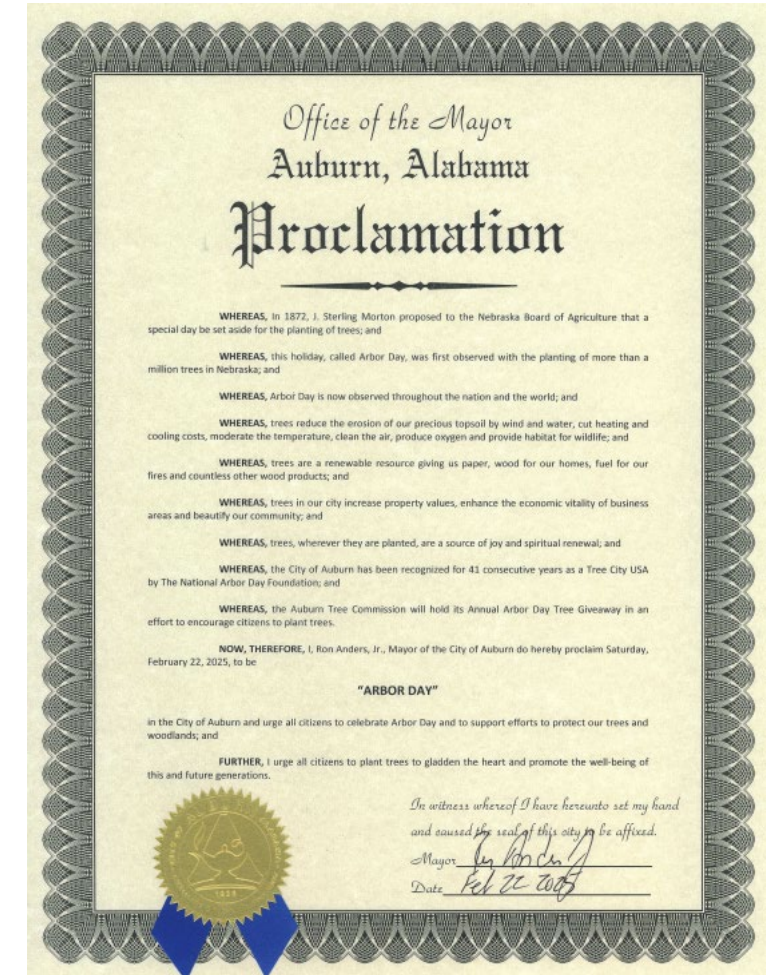 Office of the Mayor
Auburn, Alabama
Proclamation
WHEREAS, In 1872, J. Sterling Morton proposed to the Nebraska Board of Agriculture that a
special day be set aside for the planting of trees; and
WHEREAS, this holiday, called Arbor Day, was first observed with the planting of more than a
million trees in Nebraska; and
WHEREAS, Arbor Day is now observed throughout the nation and the world; and
WHEREAS, trees reduce the erosion of our precious topsoil by wind and water, cut heating and
cooling costs, moderate the temperature, clean the air, produce oxygen and provide habitat for wildlife; and
WHEREAS, trees are a renewable resource giving us paper, wood for our homes, fuel for our
fires and countless other wood products; and
WHEREAS, trees in our city increase property values, enhance the economic vitality of business
areas and beautify our community; and
WHEREAS, trees, wherever they are planted, are a source of joy and spiritual renewal; and
WHEREAS, the City of Auburn has been recognized for 41 consecutive years as a Tree City USA
by The National Arbor Day Foundation; and
WHEREAS, the Auburn Tree Commission will hold its Annual Arbor Day Tree Giveaway in an
effort to encourage citizens to plant trees.
NOW, THEREFORE, I, Ron Anders, Jr., Mayor of the City of Auburn do hereby proclaim Saturday,
February 22, 2025, to be
"ARBOR DAY"
in the City of Auburn and urge all citizens to celebrate Arbor Day and to support efforts to protect our trees and
woodlands; and
FURTHER, I urge all citizens to plant trees to gladden the heart and promote the well-being of
this and future generations.
In witness whereof I have hereunto set my hand
and caused the seal of this city to be affixed.
Mayor
Date Feb 22 2025